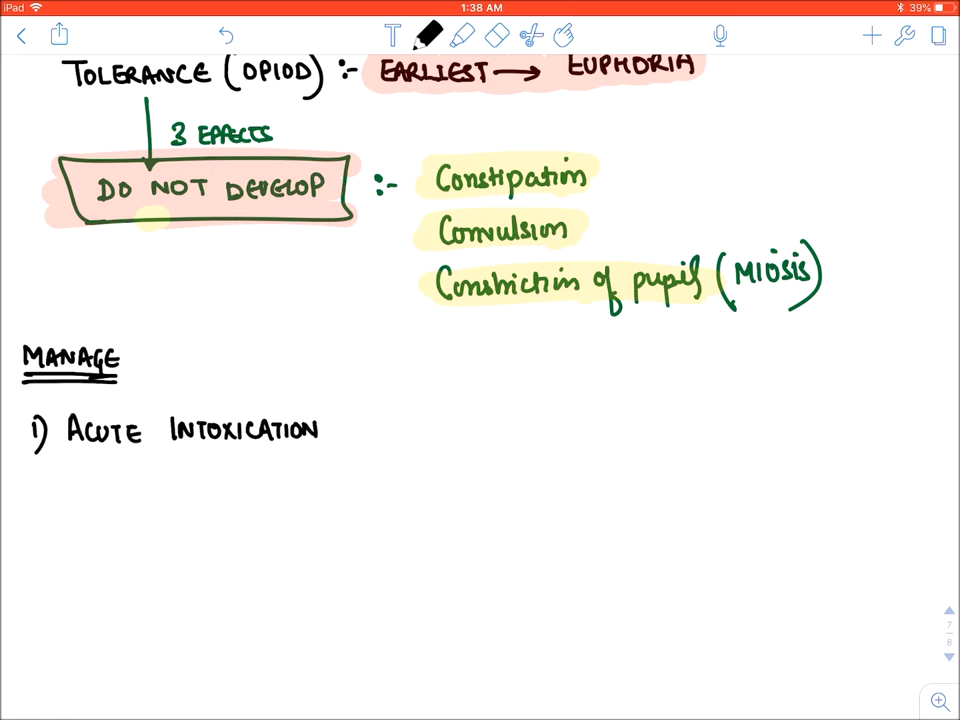 iPad 1:38 AM 39%
T
TOLERANCE (OPIOD) :- EARLIEST → EUPHORIA
3 EFFECTS
DO NOT DEVELOP :- Constipation
Convulsion
Constriction of pupil (MIOSIS)
MANAGE
i) ACUTE INTOXICATION
7
8